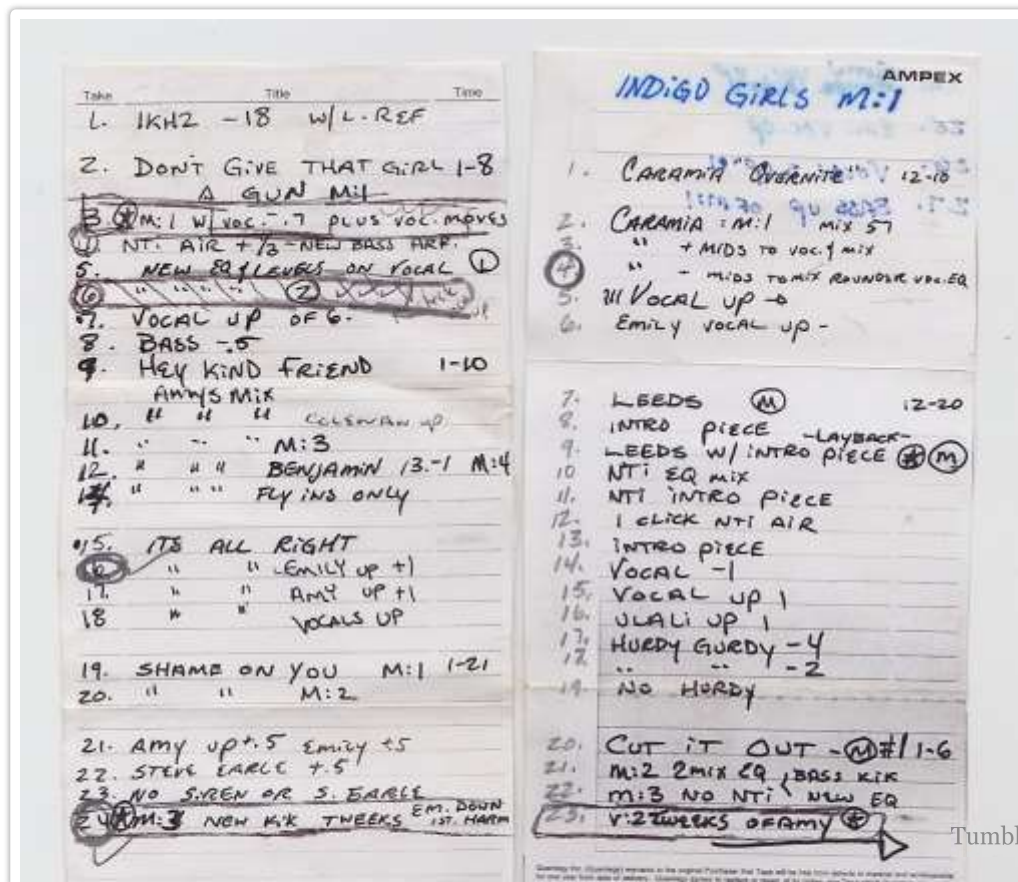 Take Title Time
1. 1KHZ -18 W/L. REF
2. DON'T GIVE THAT GIRL 1-8
A GUN M:1
3 * M:1 W/ VOC -.7 PLUS VOC. MOVES
4 NTI AIR + 1/3 - NEW BASS
5. NEW EQ & LEVELS ON VOCAL 1
6 " " " " 2
7. VOCAL UP OF 6.
8. BASS -.5
9. HEY KIND FRIEND 1-10
AMYS MIX
10. " " " UP
11. " " " M:3
12. " " " BENJAMIN 13.-1 M:4
" " " FLY INS ONLY
15. ITS ALL RIGHT
16 " " EMILY UP +1
17. " " AMY UP +1
18 " " VOCALS UP
19. SHAME ON YOU M:1 1-21
20. " " M:2
21. AMY UP +.5 EMILY +5
22. STEVE EARLE +.5
23. NO SIREN OR S. EARLE
24 * M:3 NEW KIK TWEEKS EM. DOWN
1ST. HARM
AMPEX
INDIGO GIRLS M:1
1. CARAMIA OVERNITE" 12-10
2. CARAMIA : M:1 MIX 57
3. " + MIDS TO VOC. & MIX
4 " - MIDS TO MIX ROUNDER VOC. EQ
5. VOCAL UP
6. EMILY VOCAL UP -
7. LEEDS M 12-20
8. INTRO PIECE -LAYBACK-
9. LEEDS W/ INTRO PIECE * M
10 NTI EQ MIX
11. NTI INTRO PIECE
12. 1 CLICK NTI AIR
13. INTRO PIECE
14. VOCAL -1
15. VOCAL UP 1
16. ULALI UP 1
17. HURDY GURDY -4
" " -2
19. NO HURDY
20. CUT IT OUT - M #/ 1-6
21. M:2 2MIX EQ, BASS KIK
22. M:3 NO NTI NEW EQ
23. V:2 TWEEKS OF AMY *
Tumbl